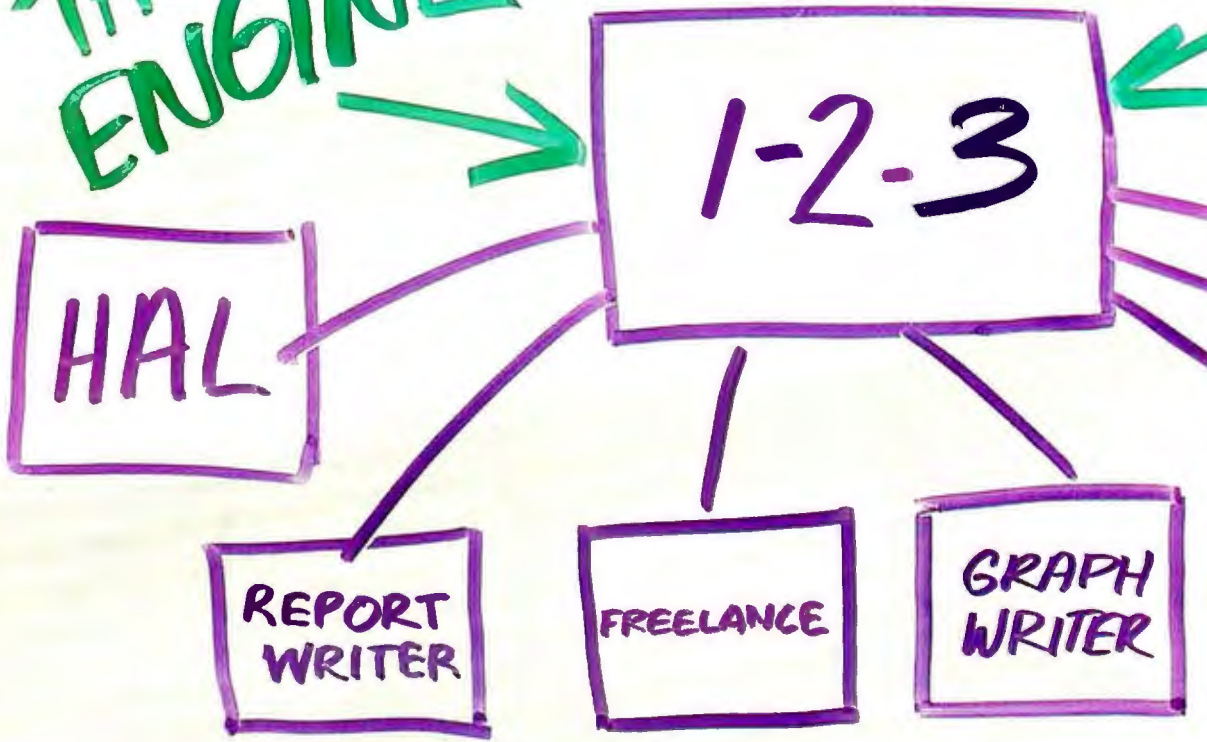 ENGINE
1-2-3
HAL
REPORT
WRITER
FREELANCE
GRAPH
WRITER